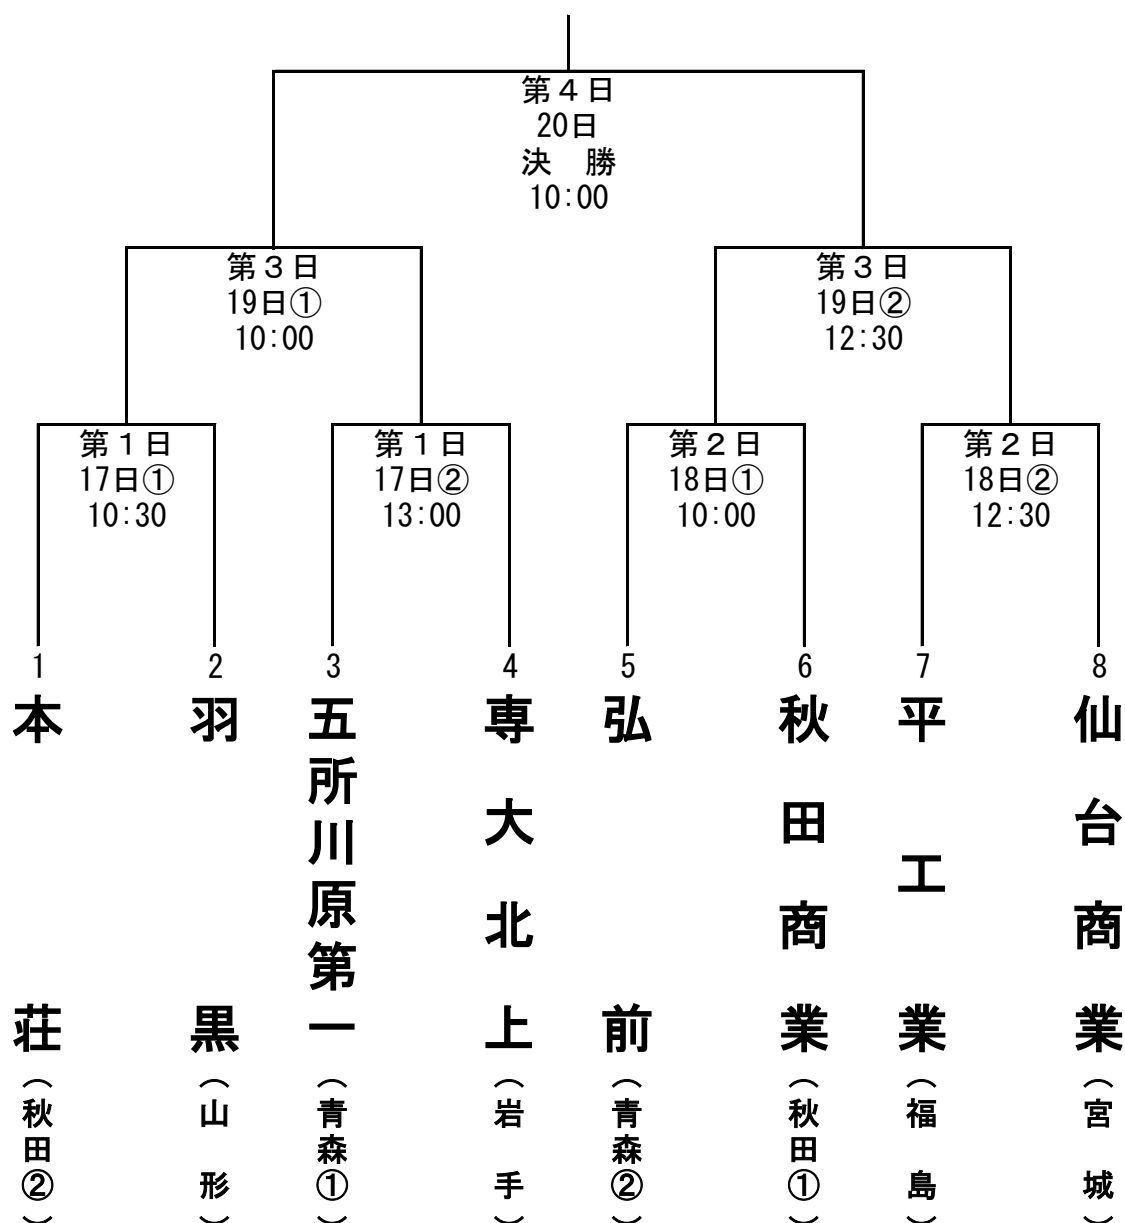 第４日
20日
決　勝
10:00
第３日
19日①
10:00
第３日
19日②
12:30
第１日
17日①
10:30
第１日
17日②
13:00
第２日
18日①
10:00
第２日
18日②
12:30
1
本荘
（秋田②）
2
羽黒
（山形）
3
五所川原第一
（青森①）
4
専大北上
（岩手）
5
弘前
（青森②）
6
秋田商業
（秋田①）
7
平工業
（福島）
8
仙台商業
（宮城）